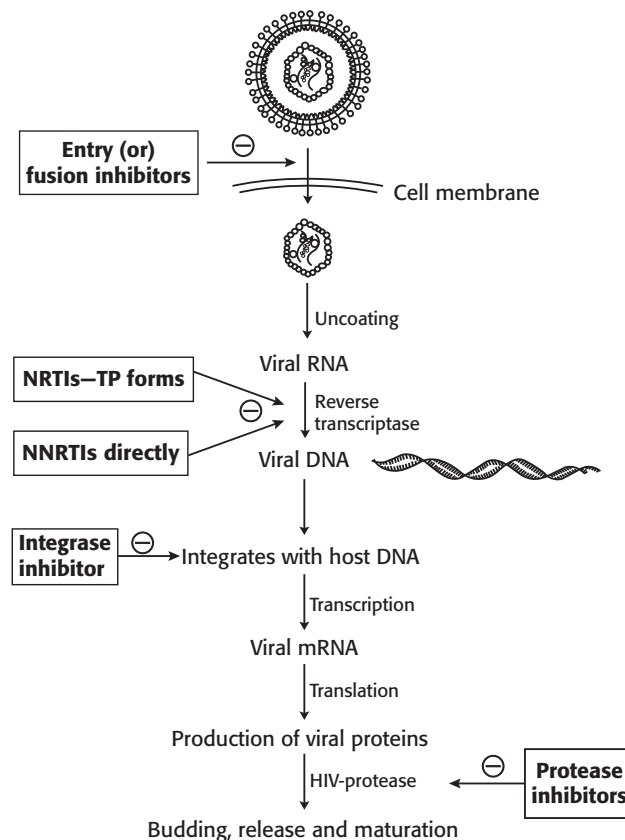 Entry (or)
fusion inhibitors
Cell membrane
Uncoating
Viral RNA
NRTIs—TP forms
Reverse
transcriptase
NNRTIs directly
Viral DNA
Integrase
inhibitor
Integrates with host DNA
Transcription
Viral mRNA
Translation
Production of viral proteins
HIV-protease
Protease
inhibitors
Budding, release and maturation